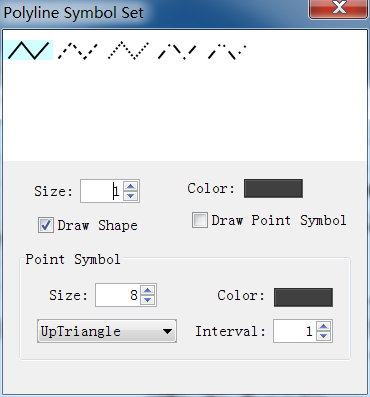 Polyline Symbol Set
Size: 1 Color:
Draw Shape Draw Point Symbol
Point Symbol
Size: 8 Color:
UpTriangle Interval: 1